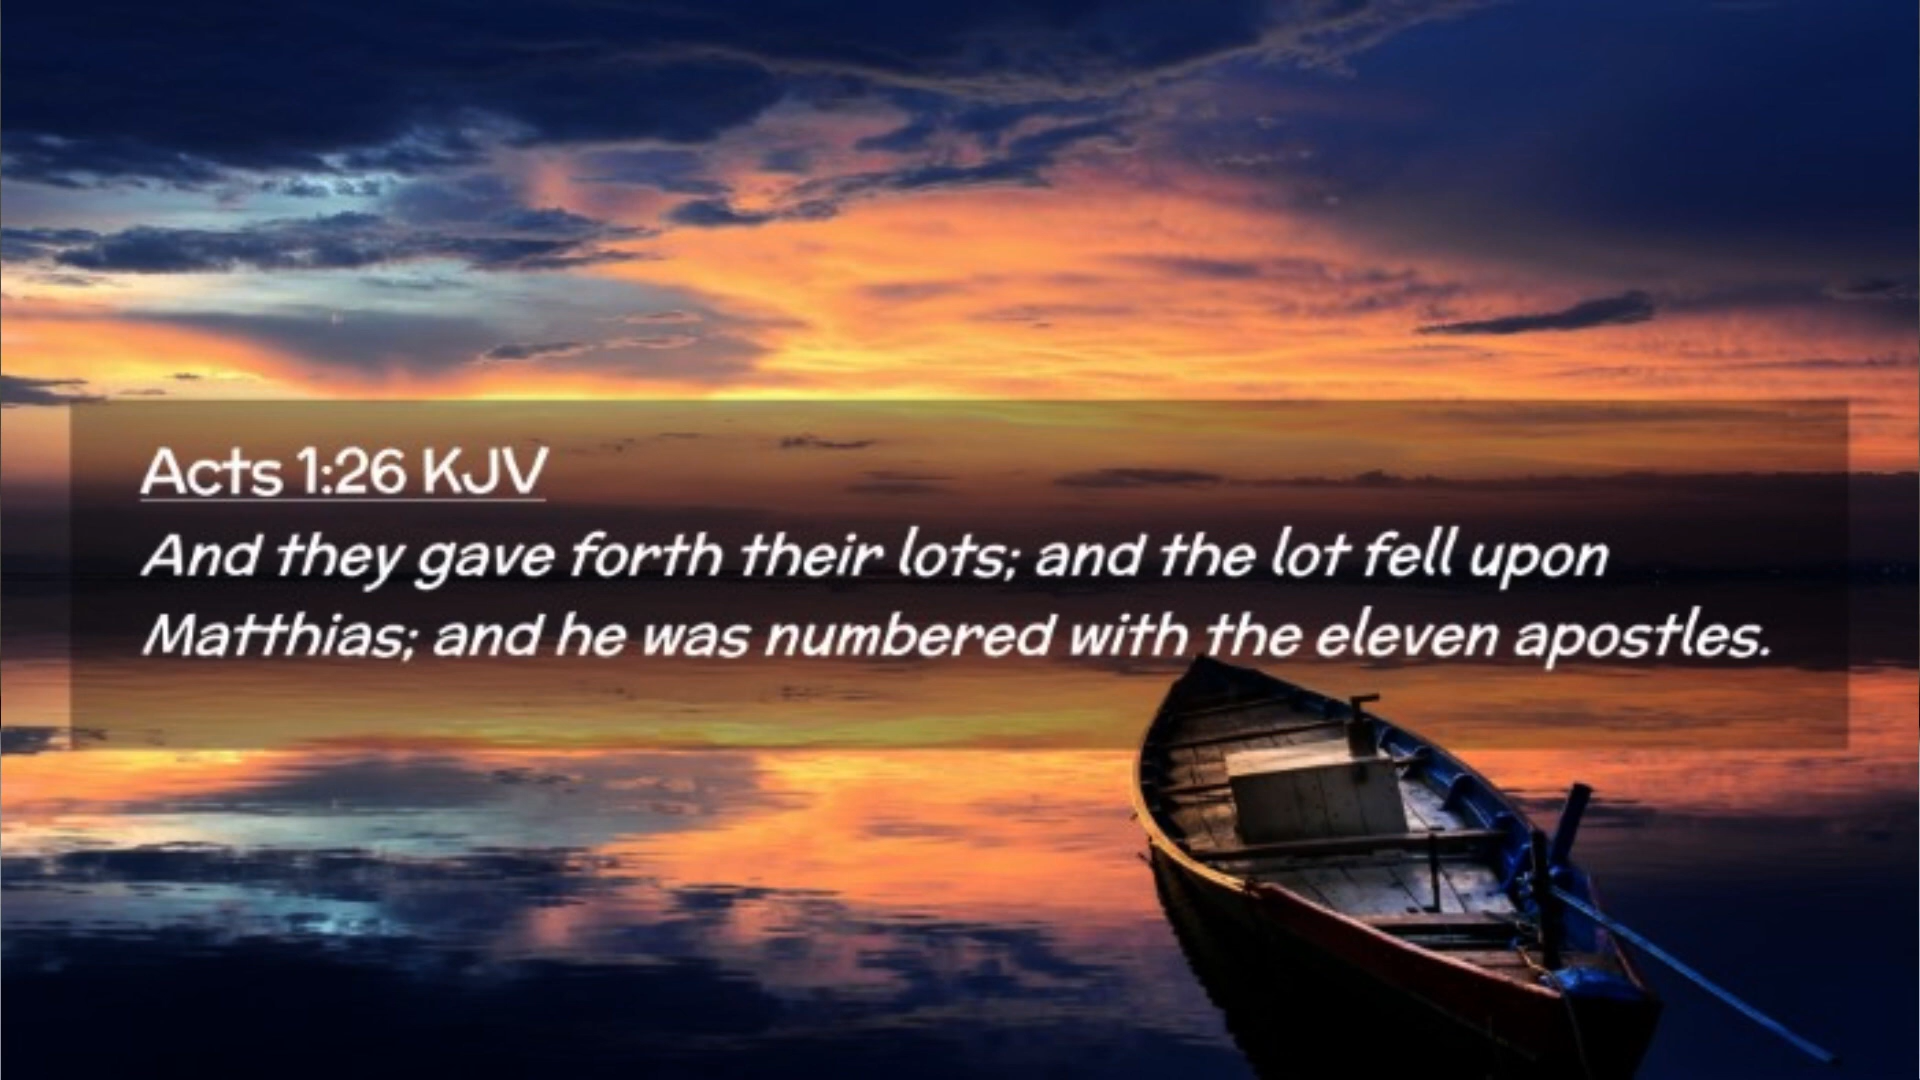 Acts 1:26 KJV
And they gave forth their lots; and the lot fell upon
Matthias; and he was numbered with the eleven apostles.